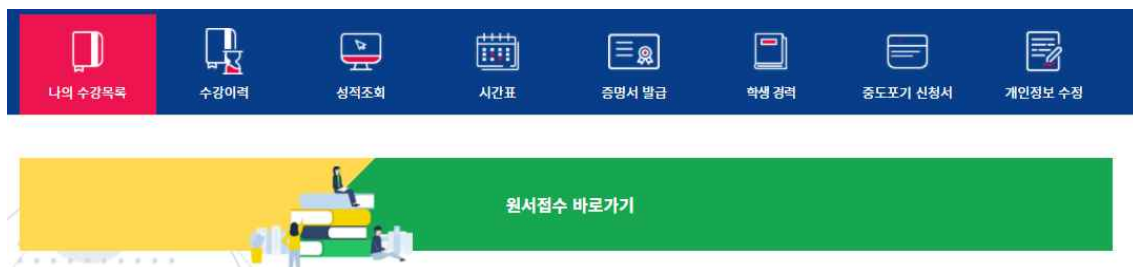 나의 수강목록
수강이력
성적조회
시간표
증명서 발급
학생 경력
중도포기 신청서
개인정보 수정
원서접수 바로가기